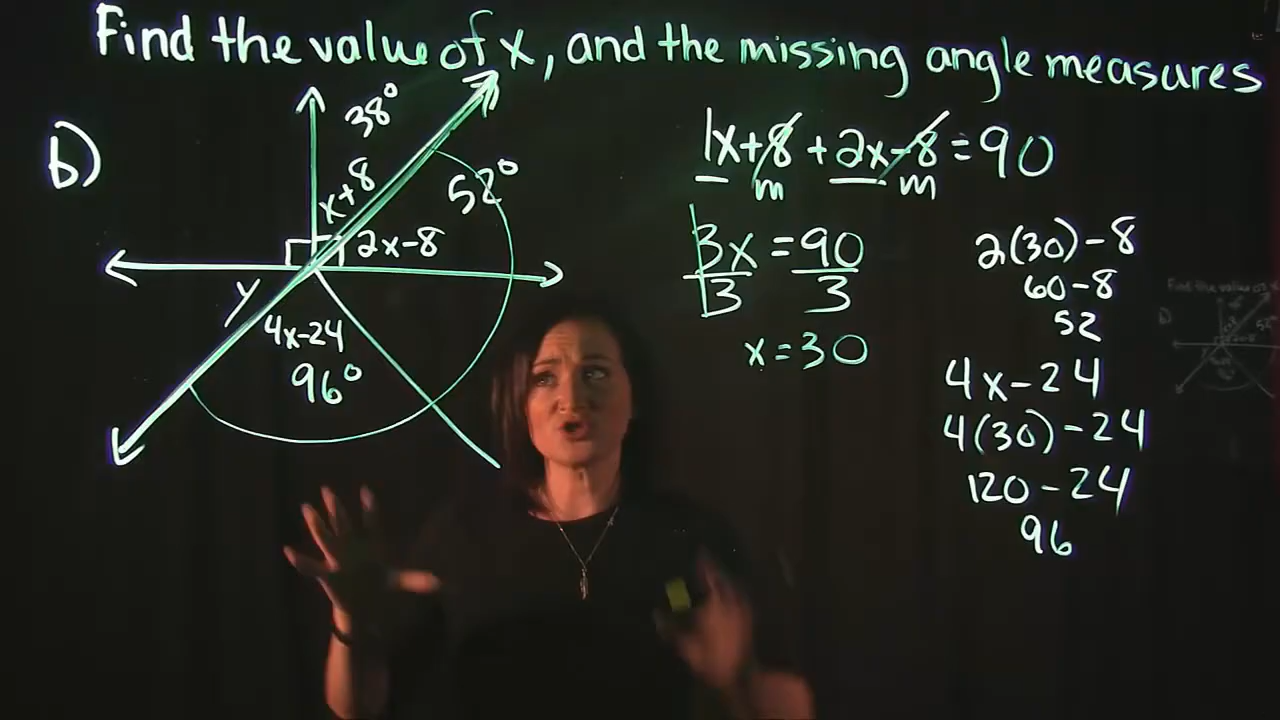 Find the value of x, and the missing angle measures
b)
38°
x+8
52°
2x-8
y
4x-24
96°
1x+8+2x-8=90
m m
3x=90
3 3
x=30
2(30)-8
60-8
52
4x-24
4(30)-24
120-24
96